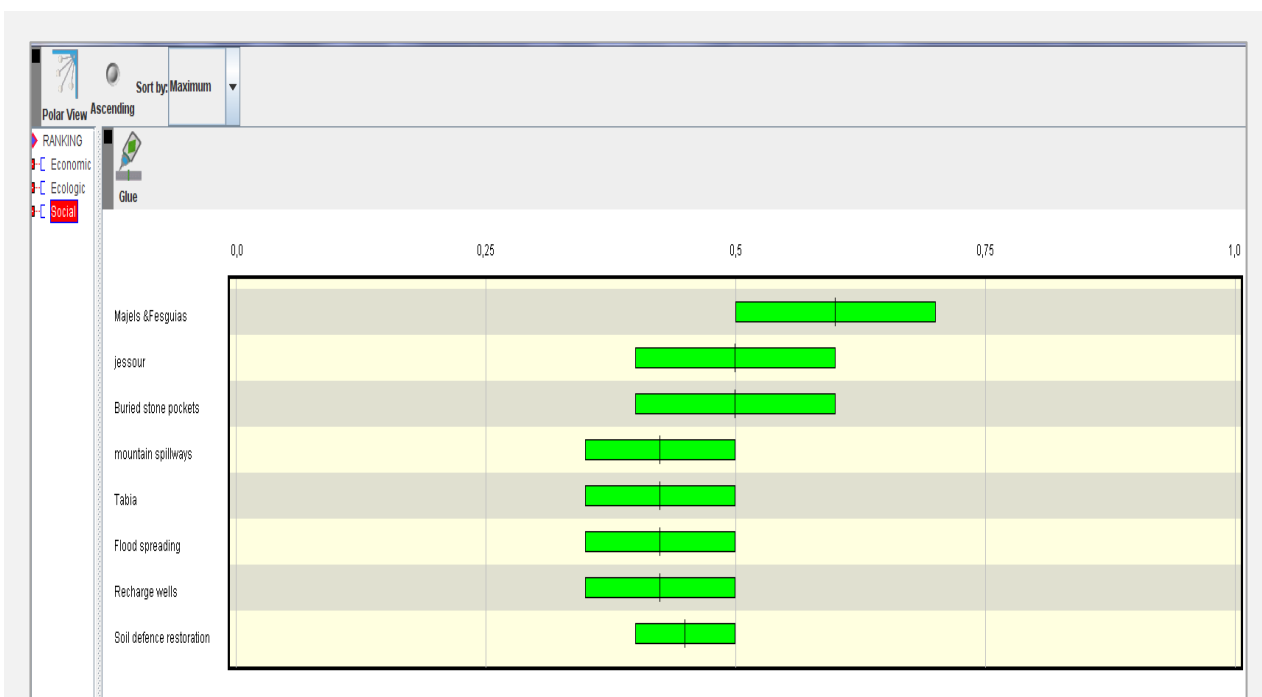 Polar View
Ascending
Sort by: Maximum
RANKING
Economic
Ecologic
Social
Glue
0,0 0,25 0,5 0,75 1,0
Majels &Fesguias
jessour
Buried stone pockets
mountain spillways
Tabia
Flood spreading
Recharge wells
Soil defence restoration